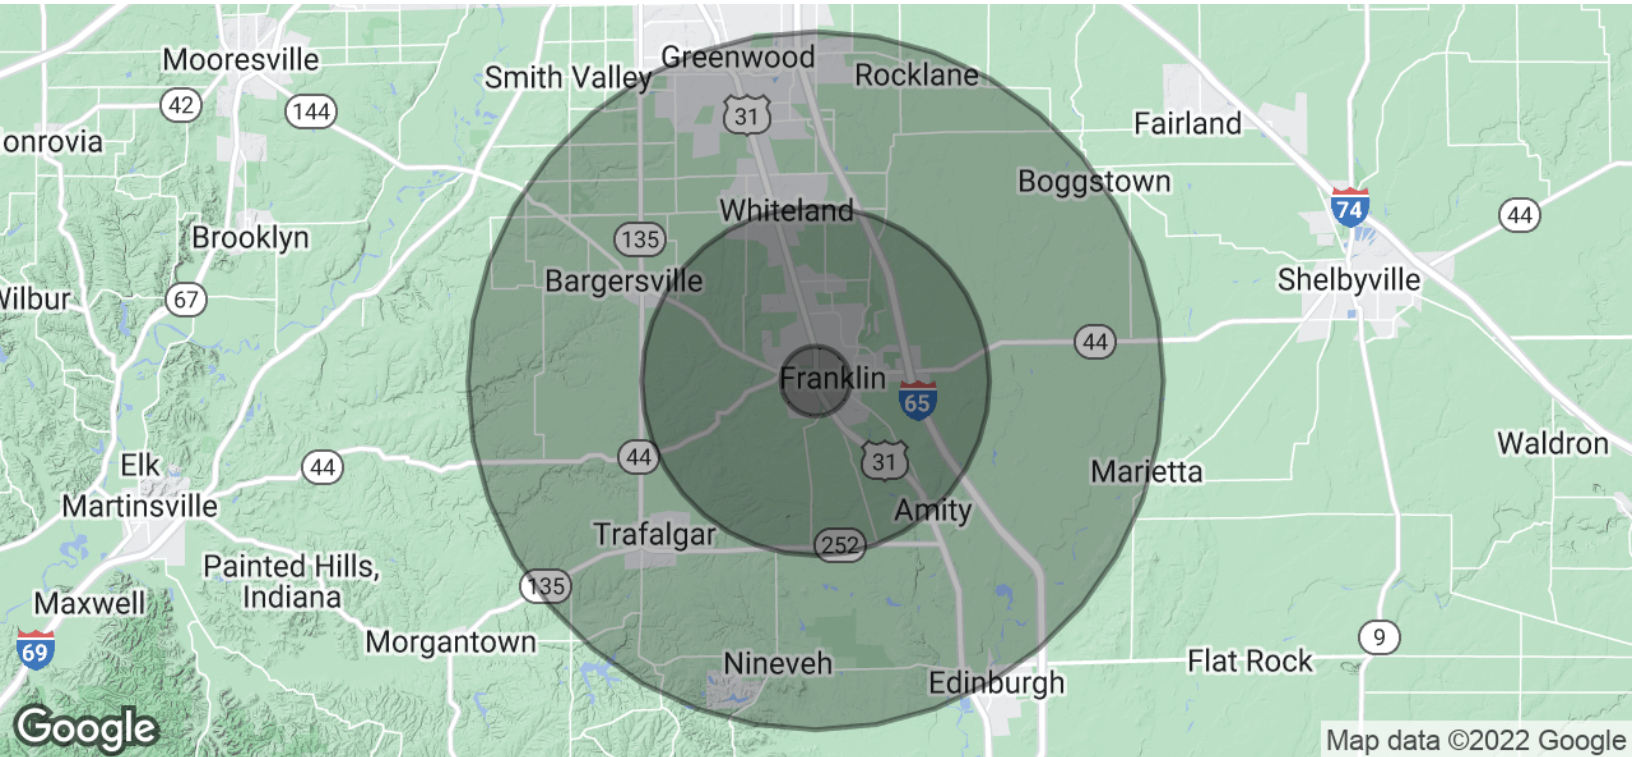 Mooresville
Greenwood
Smith Valley
Rocklane
42
144
31
Fairland
onrovia
Boggstown
74
44
Whiteland
Brooklyn
135
Bargersville
Shelbyville
Wilbur
67
44
Franklin
65
Waldron
Elk
44
44
31
Marietta
Martinsville
Amity
Trafalgar
252
Painted Hills,
Indiana
135
Maxwell
69
Morgantown
9
Nineveh
Flat Rock
Edinburgh
Google
Map data ©2022 Google